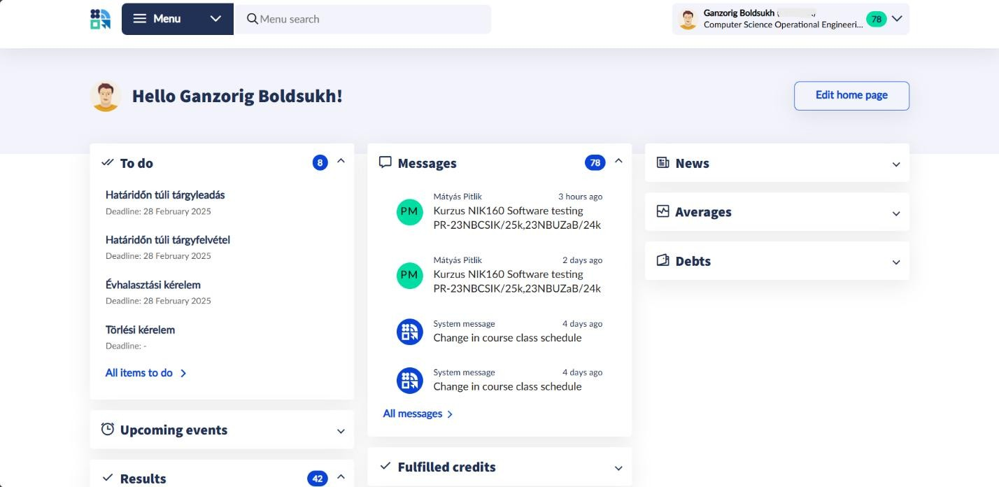 Menu
Menu search
Ganzorig Boldsukh
Computer Science Operational Engineeri...
78
Hello Ganzorig Boldsukh!
Edit home page
To do
8
Határidőn túli tárgyleadás
Deadline: 28 February 2025
Határidőn túli tárgyfelvétel
Deadline: 28 February 2025
Évhalasztási kérelem
Deadline: 28 February 2025
Törlési kérelem
Deadline: -
All items to do
Upcoming events
Results
42
Messages
78
PM
Mátyás Pitlik
3 hours ago
Kurzus NIK160 Software testing
PR-23NBCSIK/25k,23NBUZaB/24k
PM
Mátyás Pitlik
2 days ago
Kurzus NIK160 Software testing
PR-23NBCSIK/25k,23NBUZaB/24k
System message
4 days ago
Change in course class schedule
System message
4 days ago
Change in course class schedule
All messages
Fulfilled credits
News
Averages
Debts